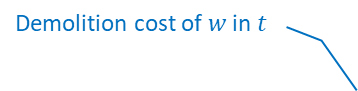 Demolition cost of w in t